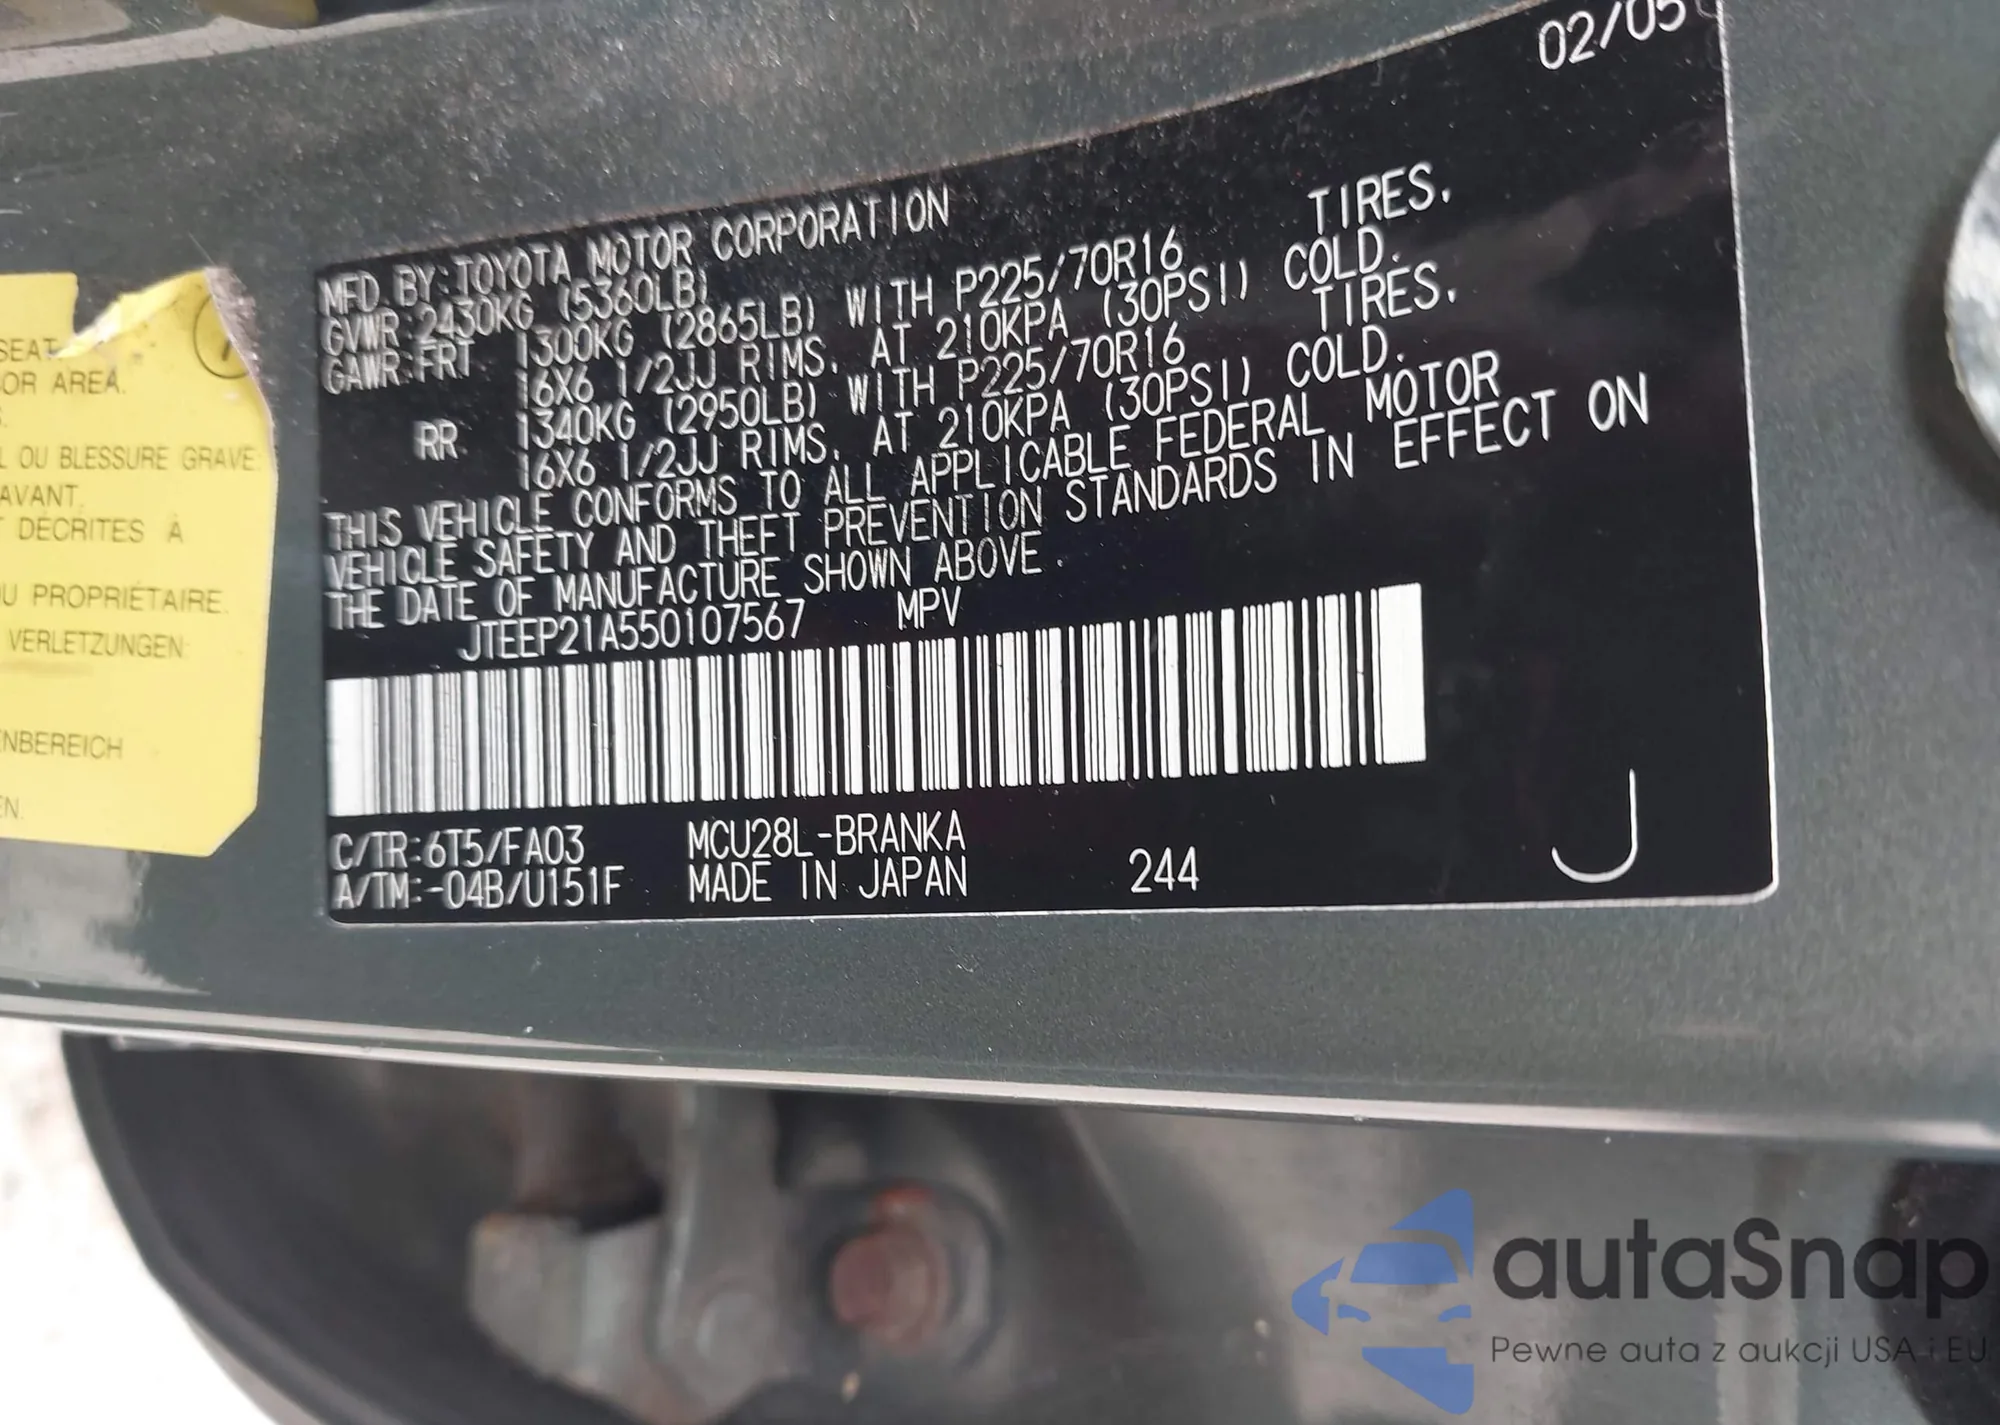 02/05
MFD. BY: TOYOTA MOTOR CORPORATION
GVWR: 2430KG (5360LB)
GAWR: FRT 1300KG (2865LB) WITH P225/70R16 TIRES,
16X6 1/2JJ RIMS, AT 210KPA (30PSI) COLD.
RR 1340KG (2950LB) WITH P225/70R16 TIRES,
16X6 1/2JJ RIMS, AT 210KPA (30PSI) COLD.
THIS VEHICLE CONFORMS TO ALL APPLICABLE FEDERAL MOTOR
VEHICLE SAFETY AND THEFT PREVENTION STANDARDS IN EFFECT ON
THE DATE OF MANUFACTURE SHOWN ABOVE.
JTEEP21A550107567 MPV
C/TR:6T5/FA03 MCU28L-BRANKA
A/TM:-04B/U151F MADE IN JAPAN 244
J
SEAT
OR AREA.
L OU BLESSURE GRAVE:
AVANT.
T DÉCRITES À
U PROPRIÉTAIRE.
VERLETZUNGEN:
NBEREICH
EN.
autaSnap
Pewne auta z aukcji USA i EU